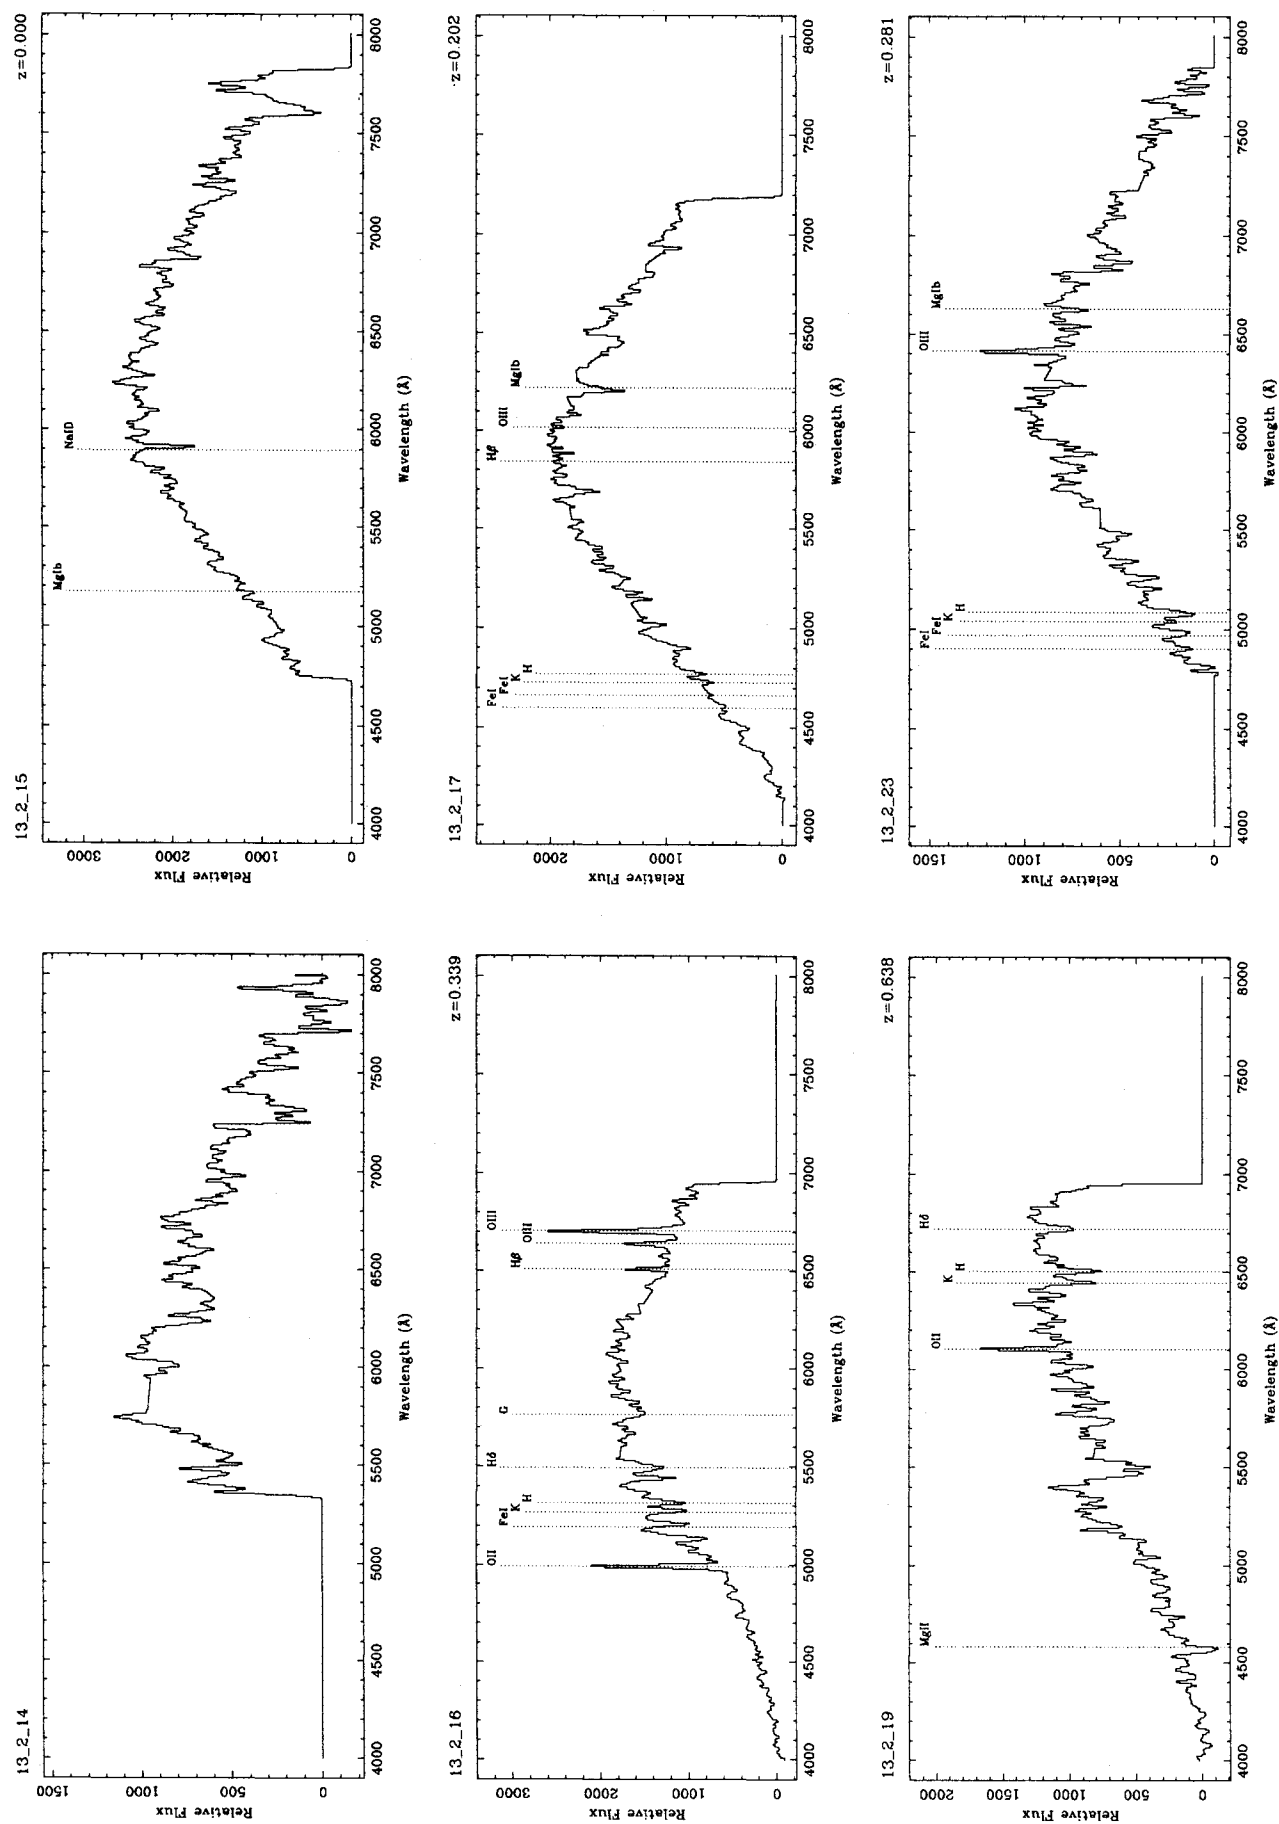 13_2_14
1500
1000
500
0
Relative Flux
4000 4500 5000 5500 6000 6500 7000 7500 8000
Wavelength (Å)
13_2_15
z=0.000
MgIb
NaID
3000
2000
1000
0
Relative Flux
4000 4500 5000 5500 6000 6500 7000 7500 8000
Wavelength (Å)
13_2_16
z=0.339
OII
FeI
K
H
Hδ
G
Hβ
OIII
OIII
3000
2000
1000
0
Relative Flux
4000 4500 5000 5500 6000 6500 7000 7500 8000
Wavelength (Å)
13_2_17
z=0.202
FeI
FeI
K
H
Hβ
OIII
MgIb
2000
1000
0
Relative Flux
4000 4500 5000 5500 6000 6500 7000 7500 8000
Wavelength (Å)
13_2_19
z=0.638
MgII
OII
K
H
Hδ
2000
1500
1000
500
0
Relative Flux
4000 4500 5000 5500 6000 6500 7000 7500 8000
Wavelength (Å)
13_2_23
z=0.281
FeI
FeI
K
H
OIII
MgIb
1500
1000
500
0
Relative Flux
4000 4500 5000 5500 6000 6500 7000 7500 8000
Wavelength (Å)